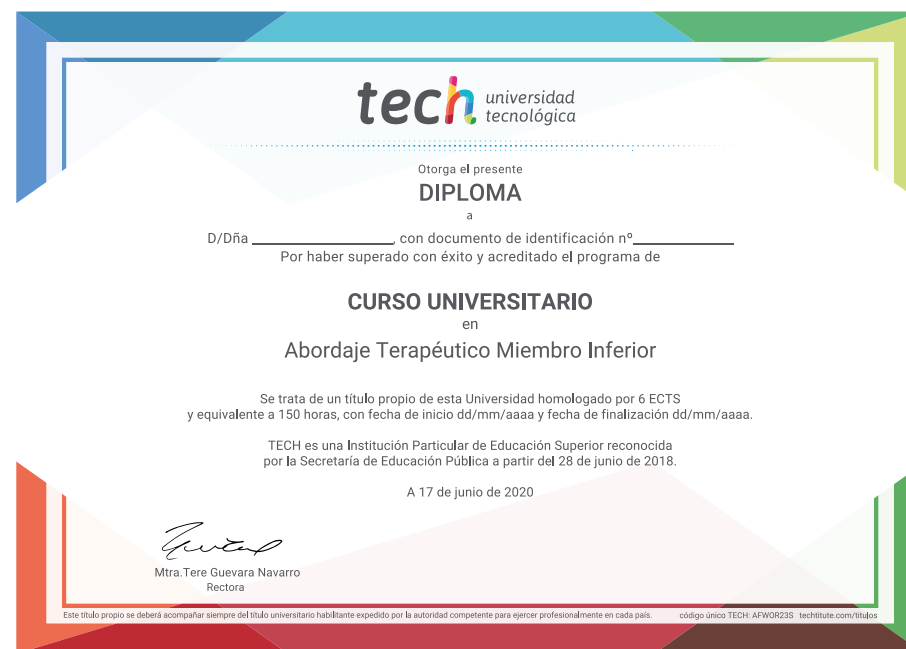 tech universidad
tecnológica
Otorga el presente
DIPLOMA
a
D/Dña ____________________, con documento de identificación nº______________
Por haber superado con éxito y acreditado el programa de
CURSO UNIVERSITARIO
en
Abordaje Terapéutico Miembro Inferior
Se trata de un título propio de esta Universidad homologado por 6 ECTS
y equivalente a 150 horas, con fecha de inicio dd/mm/aaaa y fecha de finalización dd/mm/aaaa.
TECH es una Institución Particular de Educación Superior reconocida
por la Secretaría de Educación Pública a partir del 28 de junio de 2018.
A 17 de junio de 2020
Mtra.Tere Guevara Navarro
Rectora
Este título propio se deberá acompañar siempre del título universitario habilitante expedido por la autoridad competente para ejercer profesionalmente en cada país. código único TECH: AFWOR23S techtitute.com/titulos